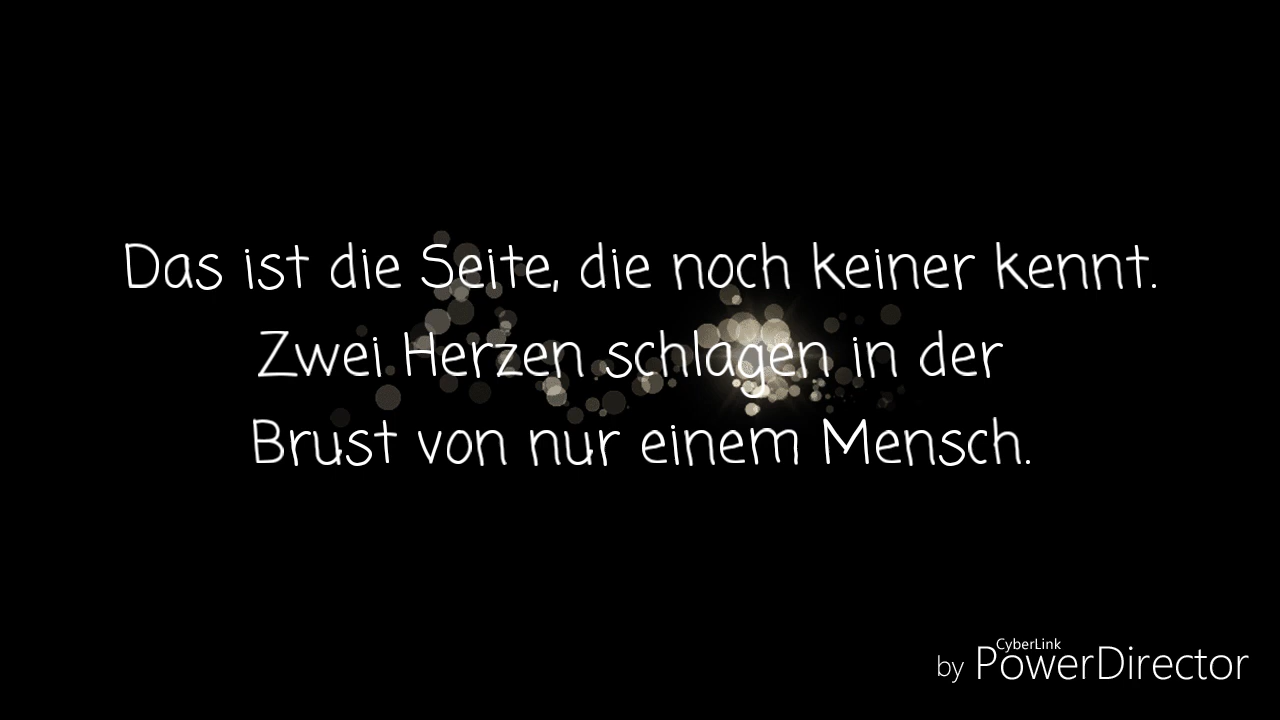 Das ist die Seite, die noch keiner kennt.
Zwei Herzen schlagen in der
Brust von nur einem Mensch.
by CyberLink PowerDirector